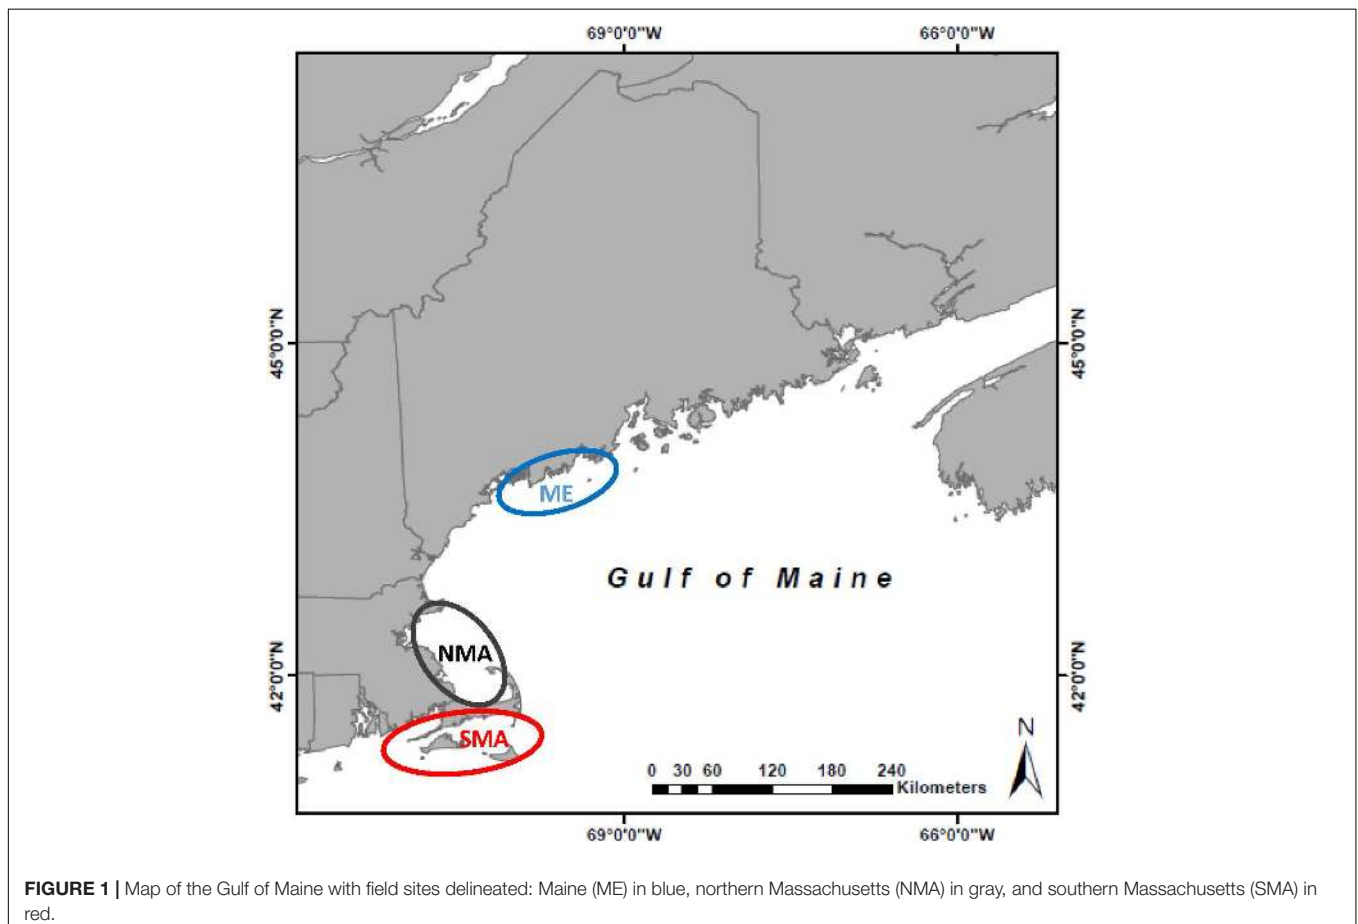 69°0'0"W 66°0'0"W
45°0'0"N 45°0'0"N
ME
Gulf of Maine
NMA
42°0'0"N 42°0'0"N
SMA
N
0 30 60 120 180 240
Kilometers
69°0'0"W 66°0'0"W
FIGURE 1 | Map of the Gulf of Maine with field sites delineated: Maine (ME) in blue, northern Massachusetts (NMA) in gray, and southern Massachusetts (SMA) in
red.